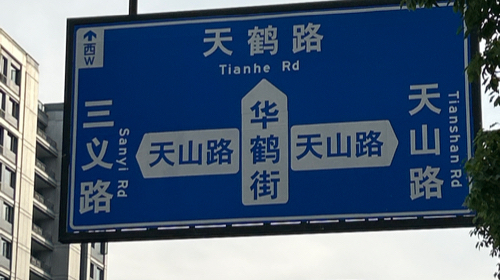 西
W
天鹤路
Tianhe Rd
三义路
Sanyi Rd
天山路
华鹤街
天山路
天山路
Tianshan Rd